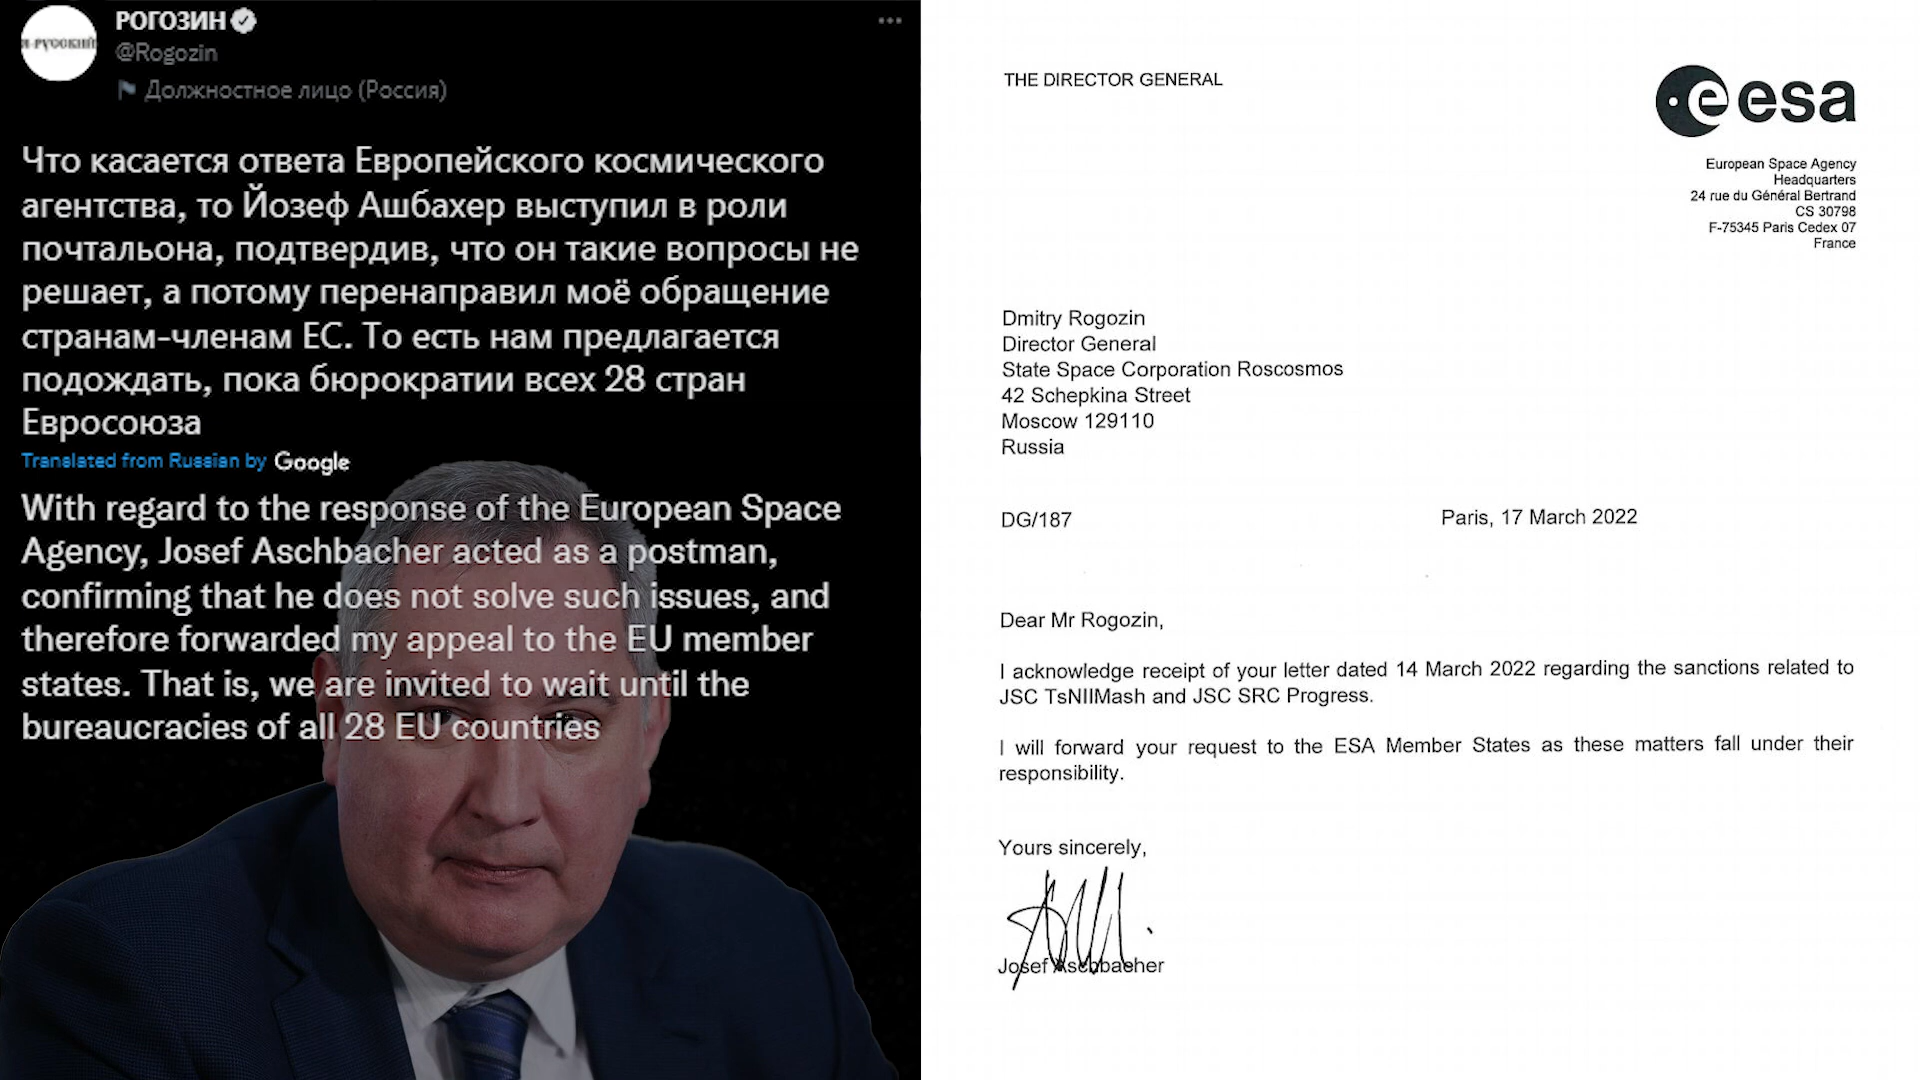 Я-РУССКИЙ
РОГОЗИН
@Rogozin
Должностное лицо (Россия)
Что касается ответа Европейского космического
агентства, то Йозеф Ашбахер выступил в роли
почтальона, подтвердив, что он такие вопросы не
решает, а потому перенаправил моё обращение
странам-членам ЕС. То есть нам предлагается
подождать, пока бюрократии всех 28 стран
Евросоюза
Translated from Russian by Google
With regard to the response of the European Space
Agency, Josef Aschbacher acted as a postman,
confirming that he does not solve such issues, and
therefore forwarded my appeal to the EU member
states. That is, we are invited to wait until the
bureaucracies of all 28 EU countries
THE DIRECTOR GENERAL
esa
European Space Agency
Headquarters
24 rue du Général Bertrand
CS 30798
F-75345 Paris Cedex 07
France
Dmitry Rogozin
Director General
State Space Corporation Roscosmos
42 Schepkina Street
Moscow 129110
Russia
DG/187
Paris, 17 March 2022
Dear Mr Rogozin,
I acknowledge receipt of your letter dated 14 March 2022 regarding the sanctions related to
JSC TsNIIMash and JSC SRC Progress.
I will forward your request to the ESA Member States as these matters fall under their
responsibility.
Yours sincerely,
Josef Aschbacher